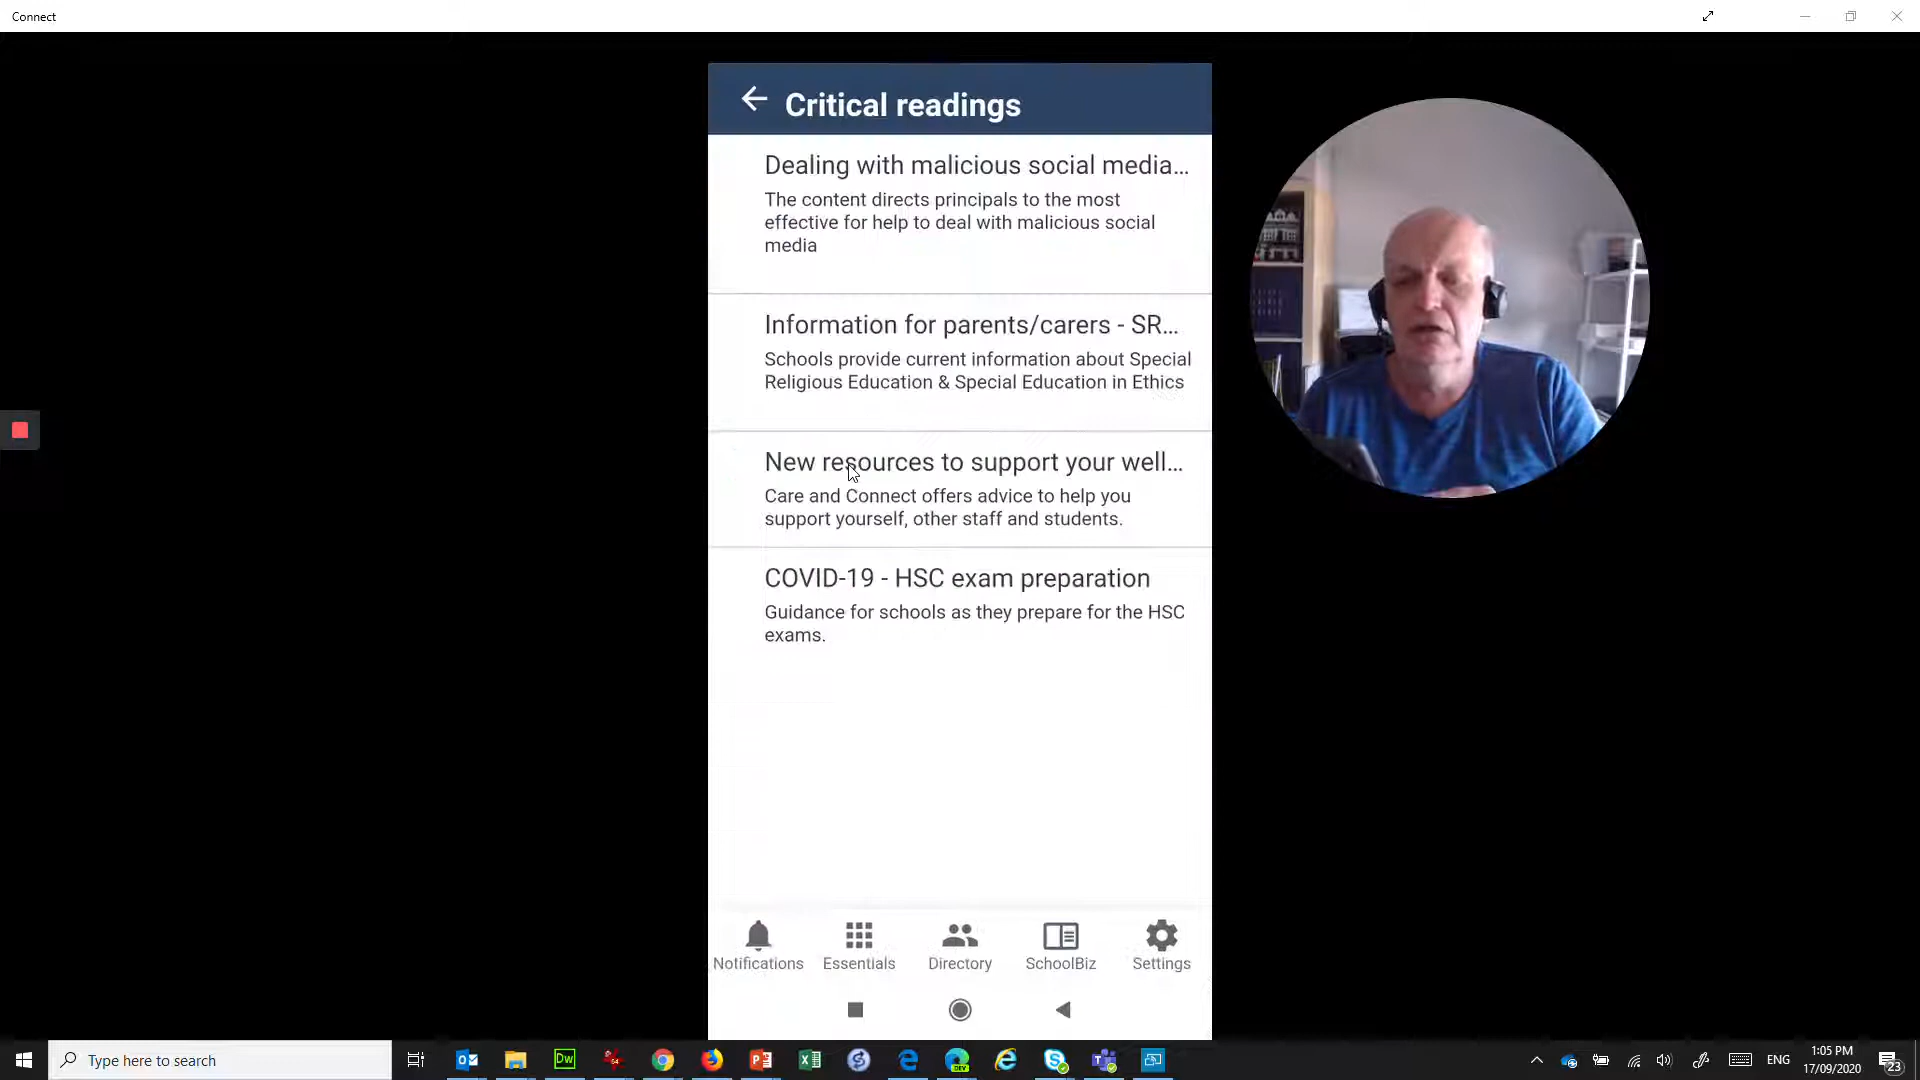 Connect
Critical readings
Dealing with malicious social media...
The content directs principals to the most
effective for help to deal with malicious social
media
Information for parents/carers - SR...
Schools provide current information about Special
Religious Education & Special Education in Ethics
New resources to support your well...
Care and Connect offers advice to help you
support yourself, other staff and students.
COVID-19 - HSC exam preparation
Guidance for schools as they prepare for the HSC
exams.
Notifications
Essentials
Directory
SchoolBiz
Settings
Type here to search
Dw
64
DEV
ENG
1:05 PM
17/09/2020
23